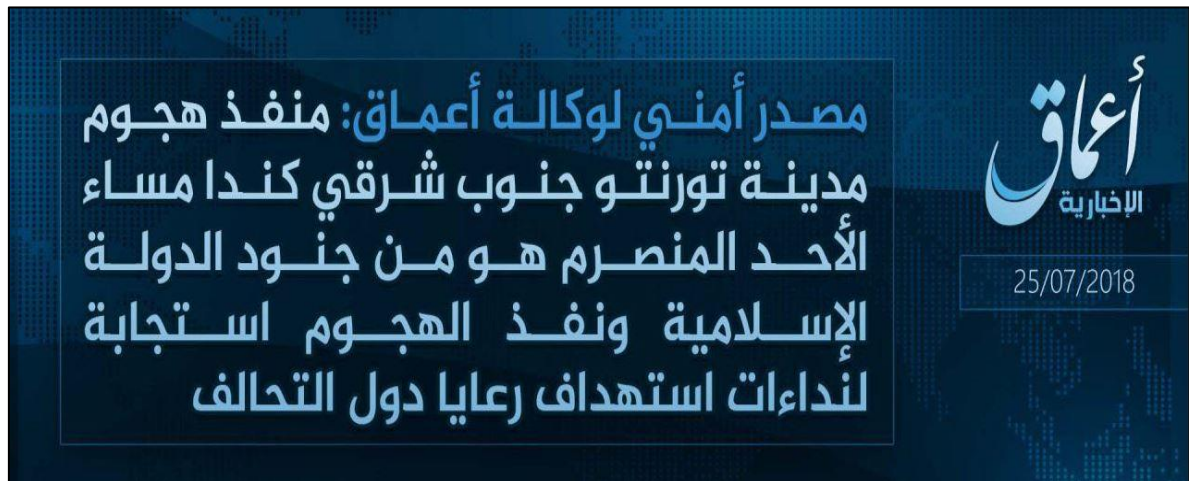 مصدر أمني لوكالة أعماق: منفذ هجوم
مدينة تورنتو جنوب شرقي كندا مساء
الأحد المنصرم هو من جنود الدولة
الإسلامية ونفذ الهجوم استجابة
لنداءات استهداف رعايا دول التحالف
أعماق
الإخبارية
25/07/2018